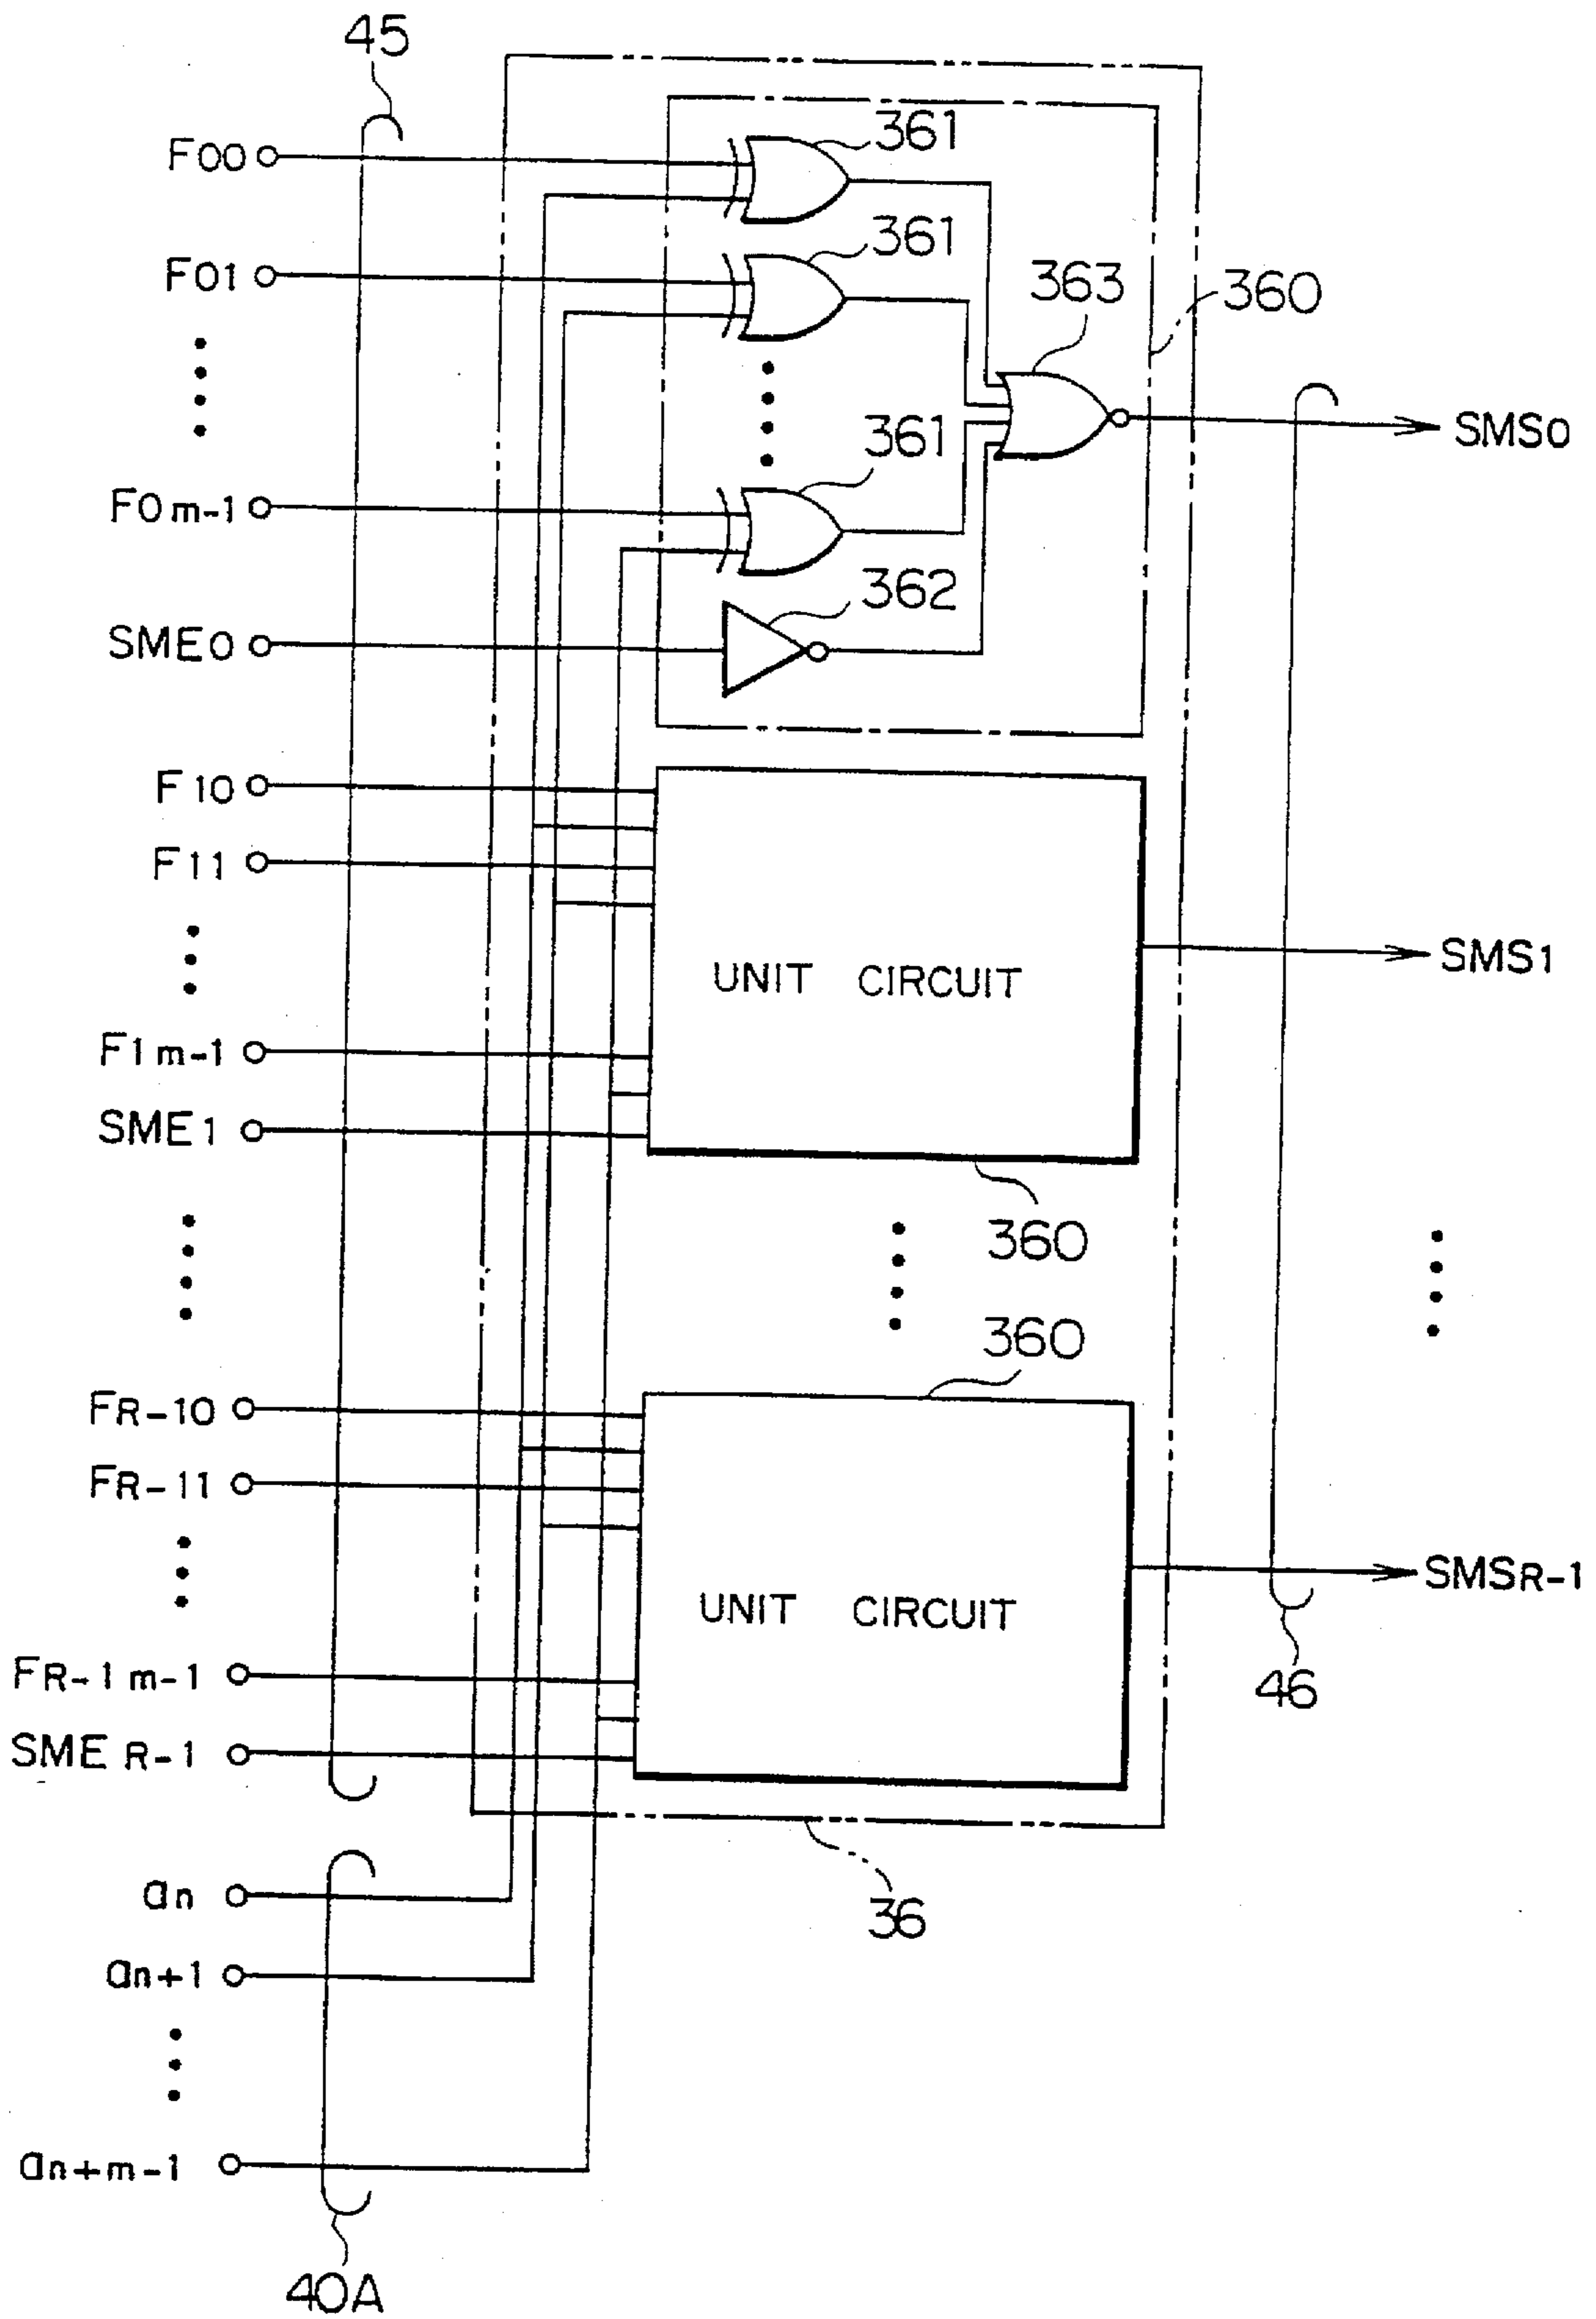 45
361
F00
361
F01
363
360
361
SMS0
F0m-1
362
SME0
F10
F11
UNIT CIRCUIT
SMS1
F1m-1
SME1
360
360
FR-10
FR-11
UNIT CIRCUIT
SMSR-1
FR-1m-1
46
SMER-1
an
36
an+1
an+m-1
40A